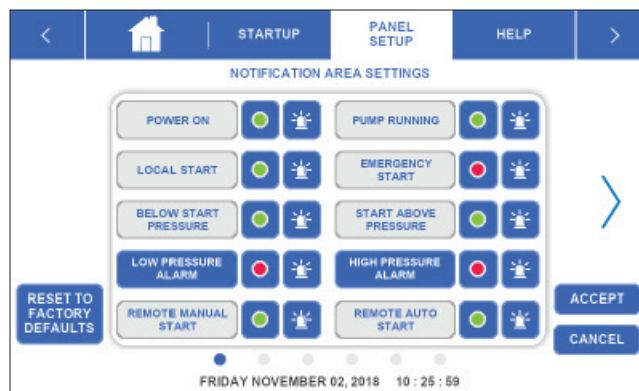 STARTUP
PANEL
SETUP
HELP
NOTIFICATION AREA SETTINGS
POWER ON
PUMP RUNNING
LOCAL START
EMERGENCY
START
BELOW START
PRESSURE
START ABOVE
PRESSURE
LOW PRESSURE
ALARM
HIGH PRESSURE
ALARM
RESET TO
FACTORY
DEFAULTS
REMOTE MANUAL
START
REMOTE AUTO
START
ACCEPT
CANCEL
FRIDAY NOVEMBER 02, 2018 10 : 25 : 59